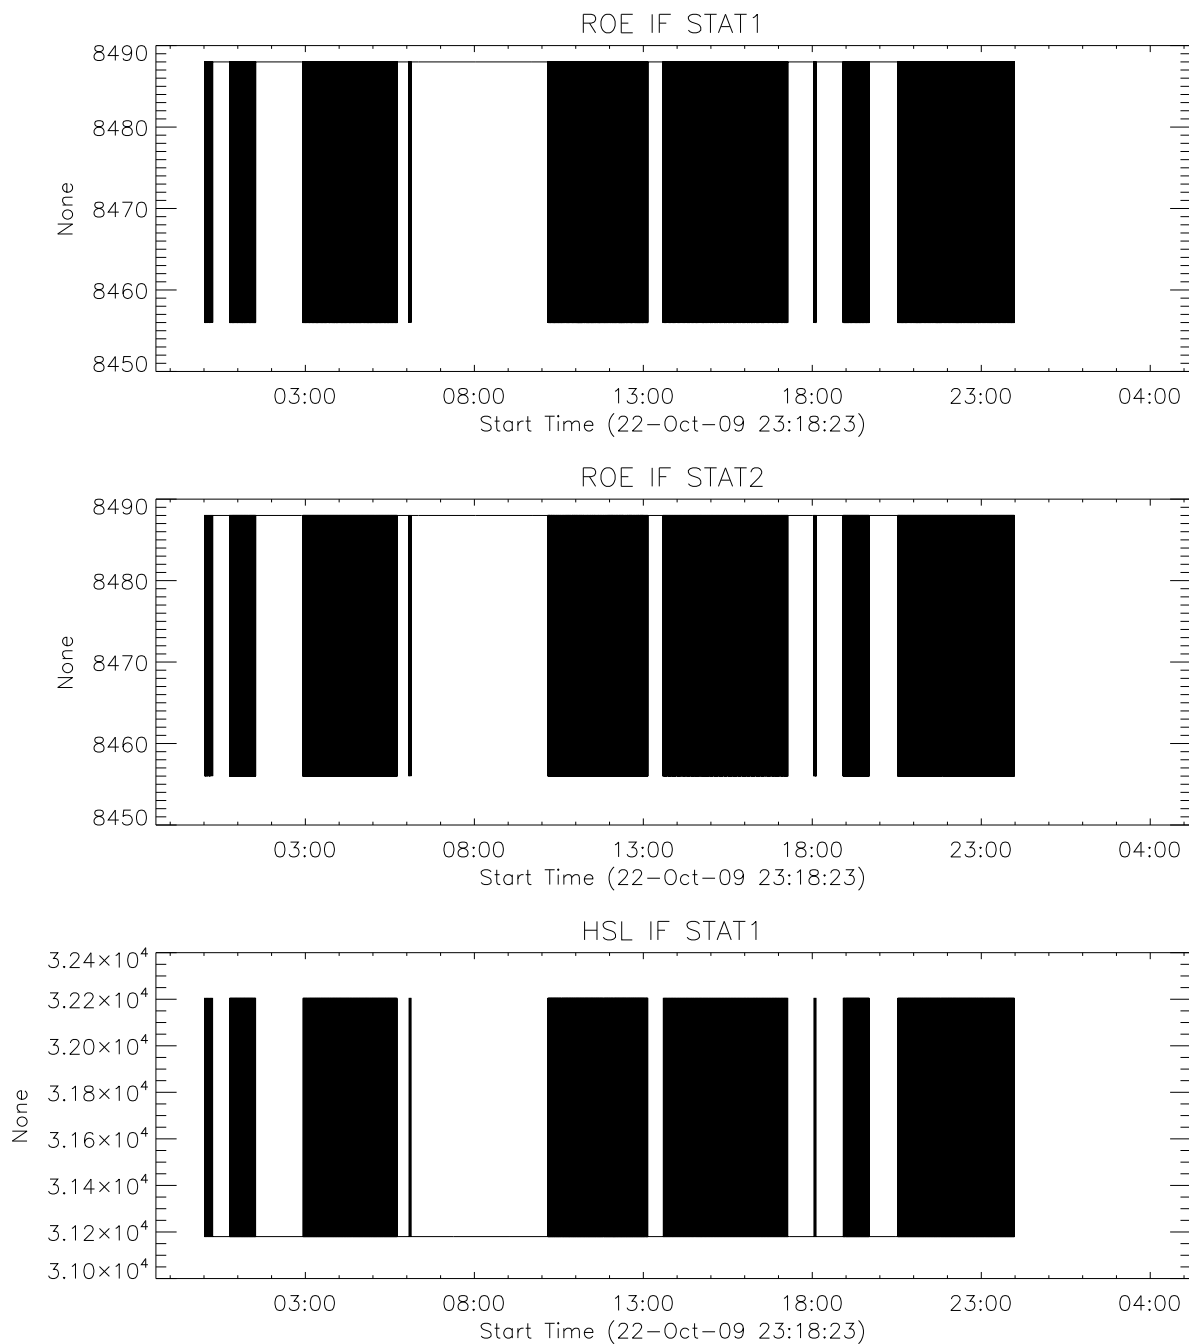 ROE IF STAT1
8490
8480
8470
8460
8450
None
03:00 08:00 13:00 18:00 23:00 04:00
Start Time (22-Oct-09 23:18:23)
ROE IF STAT2
8490
8480
8470
8460
8450
None
03:00 08:00 13:00 18:00 23:00 04:00
Start Time (22-Oct-09 23:18:23)
HSL IF STAT1
3.24×10⁴
3.22×10⁴
3.20×10⁴
3.18×10⁴
3.16×10⁴
3.14×10⁴
3.12×10⁴
3.10×10⁴
None
03:00 08:00 13:00 18:00 23:00 04:00
Start Time (22-Oct-09 23:18:23)